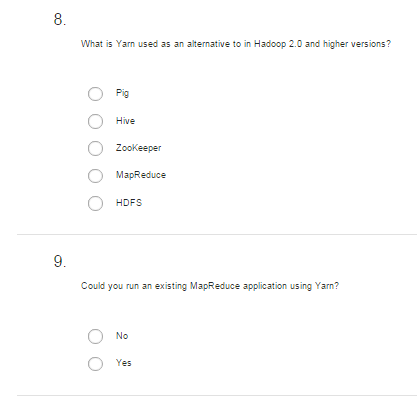 8.
What is Yarn used as an alternative to in Hadoop 2.0 and higher versions?
Pig
Hive
ZooKeeper
MapReduce
HDFS
9.
Could you run an existing MapReduce application using Yarn?
No
Yes